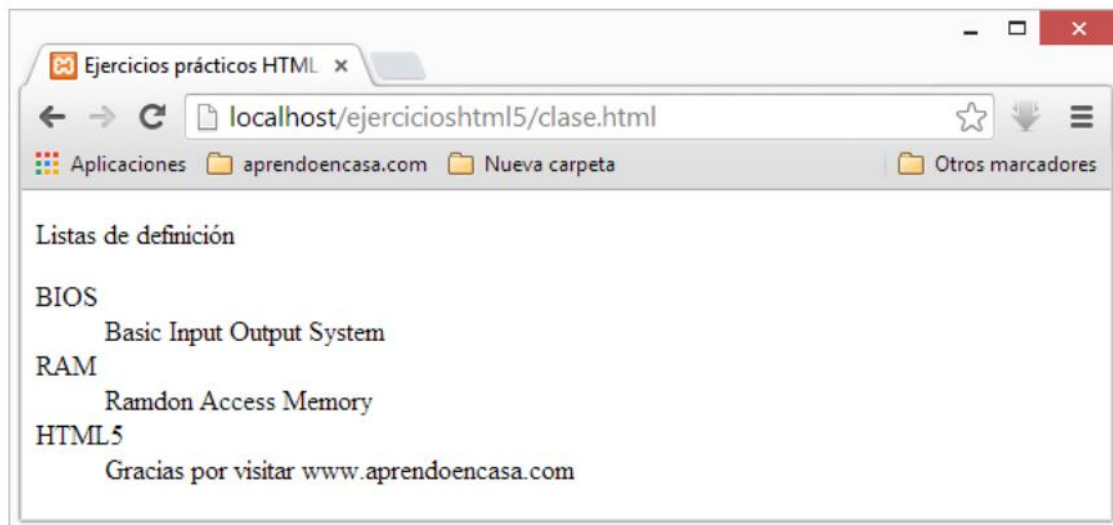 Ejercicios prácticos HTML
localhost/ejercicioshtml5/clase.html
Aplicaciones aprendoencasa.com Nueva carpeta Otros marcadores
Listas de definición
BIOS
Basic Input Output System
RAM
Ramdon Access Memory
HTML5
Gracias por visitar www.aprendoencasa.com